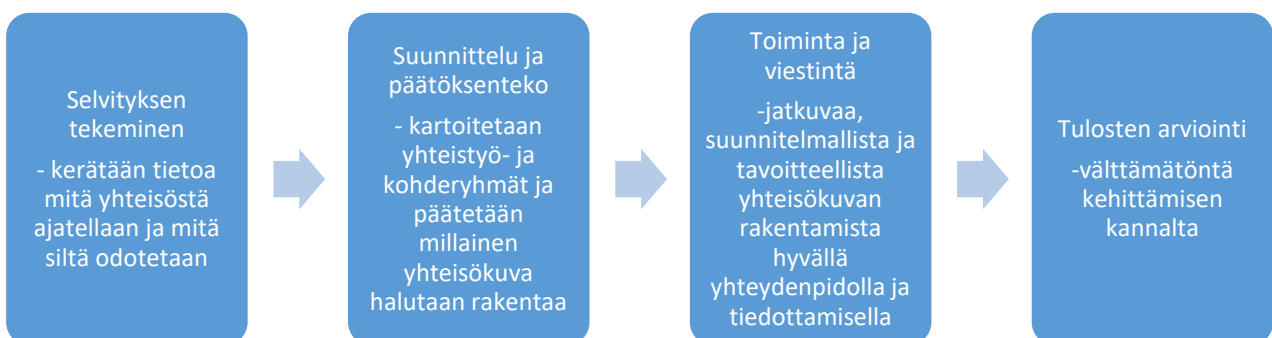 Selvityksen
tekeminen
- kerätään tietoa
mitä yhteisöstä
ajatellaan ja mitä
siltä odotetaan
Suunnittelu ja
päätöksenteko
- kartoitetaan
yhteistyö- ja
kohderyhmät ja
päätetään
millainen
yhteisökuva
halutaan rakentaa
Toiminta ja
viestintä
-jatkuvaa,
suunnitelmallista ja
tavoitteellista
yhteisökuvan
rakentamista
hyvällä
yhteydenpidolla ja
tiedottamisella
Tulosten arviointi
-välttämätöntä
kehittämisen
kannalta